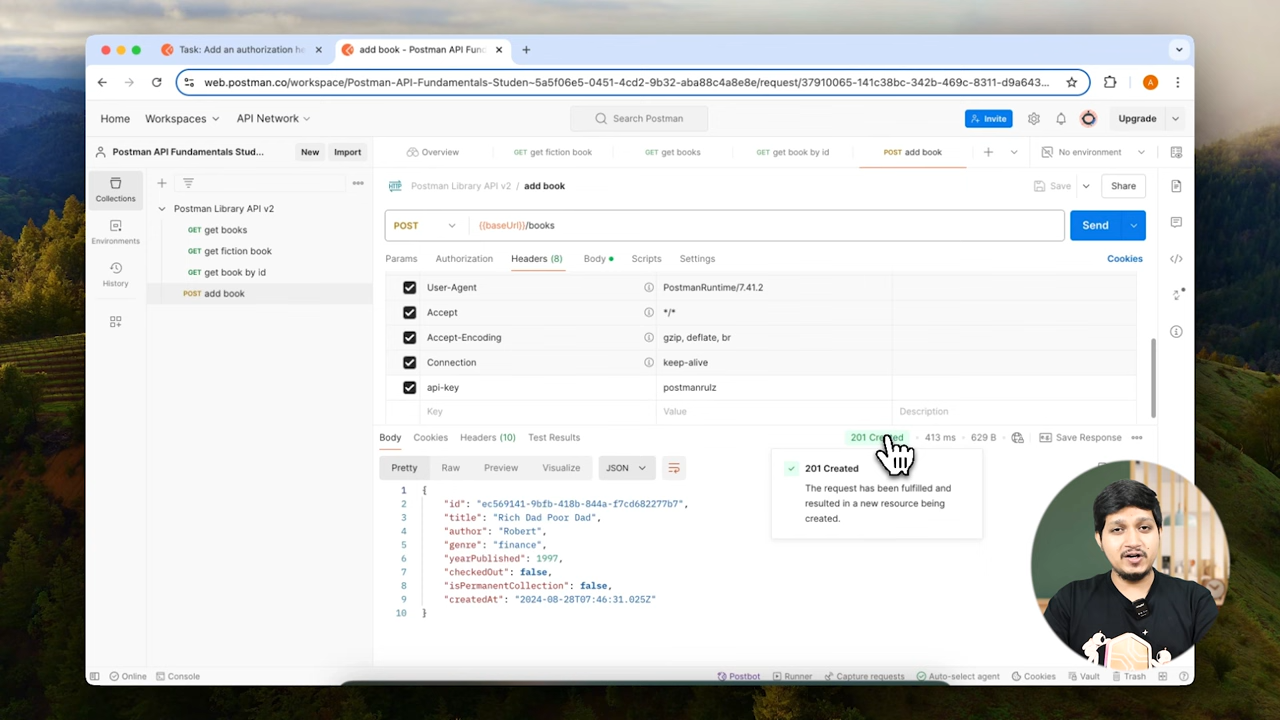 Task: Add an authorization he
add book - Postman API Fun
web.postman.co/workspace/Postman-API-Fundamentals-Studen~5a5f06e5-0451-4cd2-9b32-aba88c4a8e8e/request/37910065-141c38bc-342b-469c-8311-d9a643...
A
Home Workspaces API Network
Search Postman
Invite
Upgrade
Postman API Fundamentals Stud...
New Import
Overview
GET get fiction book
GET get books
GET get book by id
POST add book
No environment
Collections
Environments
History
Postman Library API v2
GET get books
GET get fiction book
GET get book by id
POST add book
HTTP Postman Library API v2 / add book
Save Share
POST {{baseUrl}}/books
Send
Params Authorization Headers (8) Body Scripts Settings Cookies
User-Agent PostmanRuntime/7.41.2
Accept */*
Accept-Encoding gzip, deflate, br
Connection keep-alive
api-key postmanrulz
Key Value Description
Body Cookies Headers (10) Test Results
201 Created 413 ms 629 B Save Response
Pretty Raw Preview Visualize JSON
201 Created
The request has been fulfilled and
resulted in a new resource being
created.
1 {
2 "id": "ec569141-9bfb-418b-844a-f7cd682277b7",
3 "title": "Rich Dad Poor Dad",
4 "author": "Robert",
5 "genre": "finance",
6 "yearPublished": 1997,
7 "checkedOut": false,
8 "isPermanentCollection": false,
9 "createdAt": "2024-08-28T07:46:31.025Z"
10 }
Online Console
Postbot Runner Capture requests Auto-select agent Cookies Vault Trash